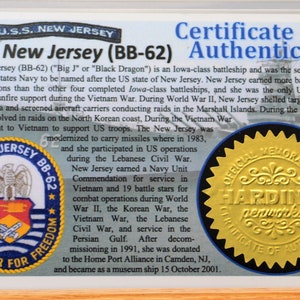 U.S.S. NEW JERSEY
Certificate
New Jersey (BB-62)
Authentic
ersey (BB-62) ("Big J" or "Black Dragon") is an Iowa-class battleship and was the se
tates Navy to be named after the US state of New Jersey. New Jersey earned more ba
ons than the other four completed Iowa-class battleships, and she was the only U
unfire support during the Vietnam War. During World War II, New Jersey shelled targ
and screened aircraft carriers conducting raids in the Marshall Islands. During the
volved in raids on the North Korean coast. During the Vietnam War
to Vietnam to support US troops. The New Jersey was
modernized to carry missiles where in 1983,
and she participated in US operations
during the Lebanese Civil War.
New Jersey earned a Navy Unit
Commendation for service in
Vietnam and 19 battle stars for
combat operations during World
War II, the Korean War, the
Vietnam War, the Lebanese
Civil War, and service in the
Persian Gulf. After decom-
missioning in 1991, she was donated
to the Home Port Alliance in Camden, NJ,
and became as a museum ship 15 October 2001.
JERSEY BB-62
R FOR FREEDOM
HARDING
penworks